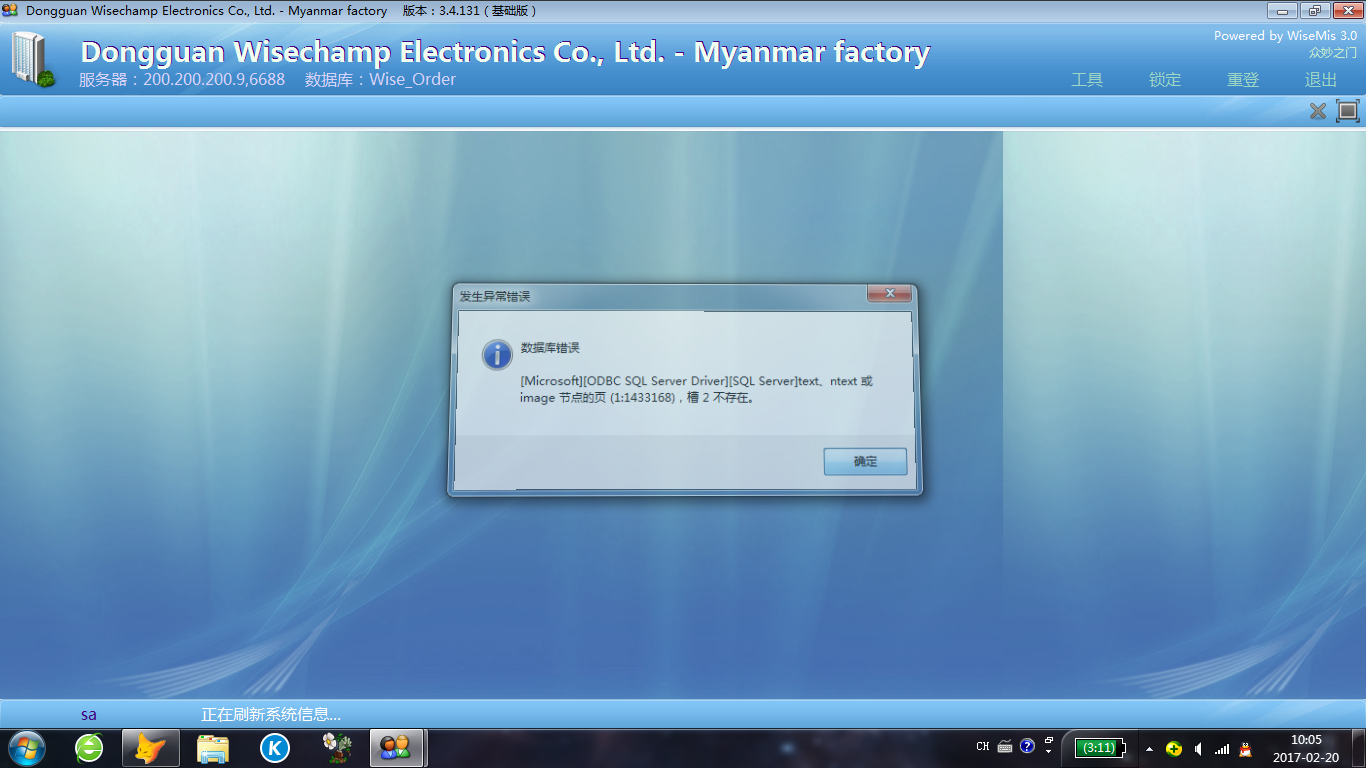 Dongguan Wisechamp Electronics Co., Ltd. - Myanmar factory 版本：3.4.131（基础版）
Dongguan Wisechamp Electronics Co., Ltd. - Myanmar factory
Powered by WiseMis 3.0
众妙之门
服务器：200.200.200.9,6688 数据库：Wise_Order
工具 锁定 重登 退出
发生异常错误
数据库错误
[Microsoft][ODBC SQL Server Driver][SQL Server]text、ntext 或
image 节点的页 (1:1433168)，槽 2 不存在。
确定
sa 正在刷新系统信息...
K
CH
(3:11)
10:05
2017-02-20